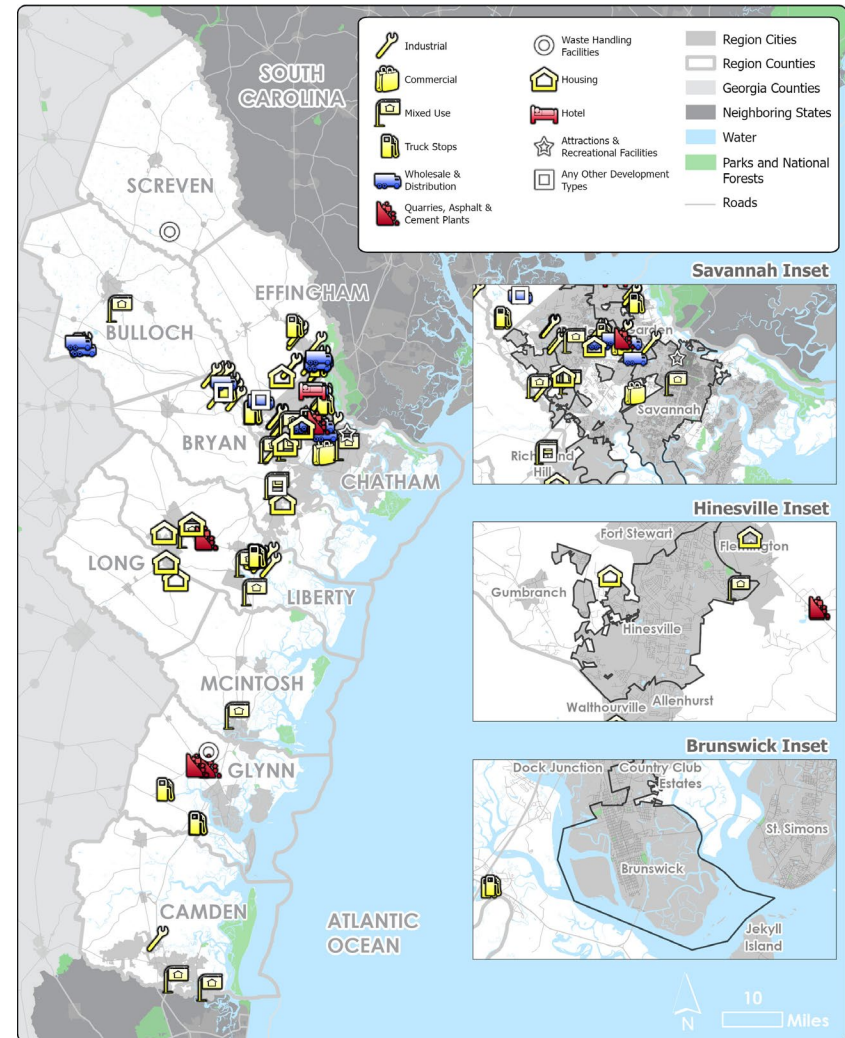 Industrial
Commercial
Mixed Use
Truck Stops
Wholesale &
Distribution
Quarries, Asphalt &
Cement Plants
Waste Handling
Facilities
Housing
Hotel
Attractions &
Recreational Facilities
Any Other Development
Types
Region Cities
Region Counties
Georgia Counties
Neighboring States
Water
Parks and National
Forests
Roads
SOUTH
CAROLINA
SCREVEN
EFFINGHAM
BULLOCH
BRYAN
CHATHAM
LONG
LIBERTY
MCINTOSH
GLYNN
CAMDEN
ATLANTIC
OCEAN
Savannah Inset
Garden
Savannah
Hill
Hinesville Inset
Fort Stewart
Gumbranch
Hinesville
Walthourville
Allenhurst
Brunswick Inset
Dock Junction
Country Club
Estates
St. Simons
Brunswick
Jekyll
Island
N
10
Miles